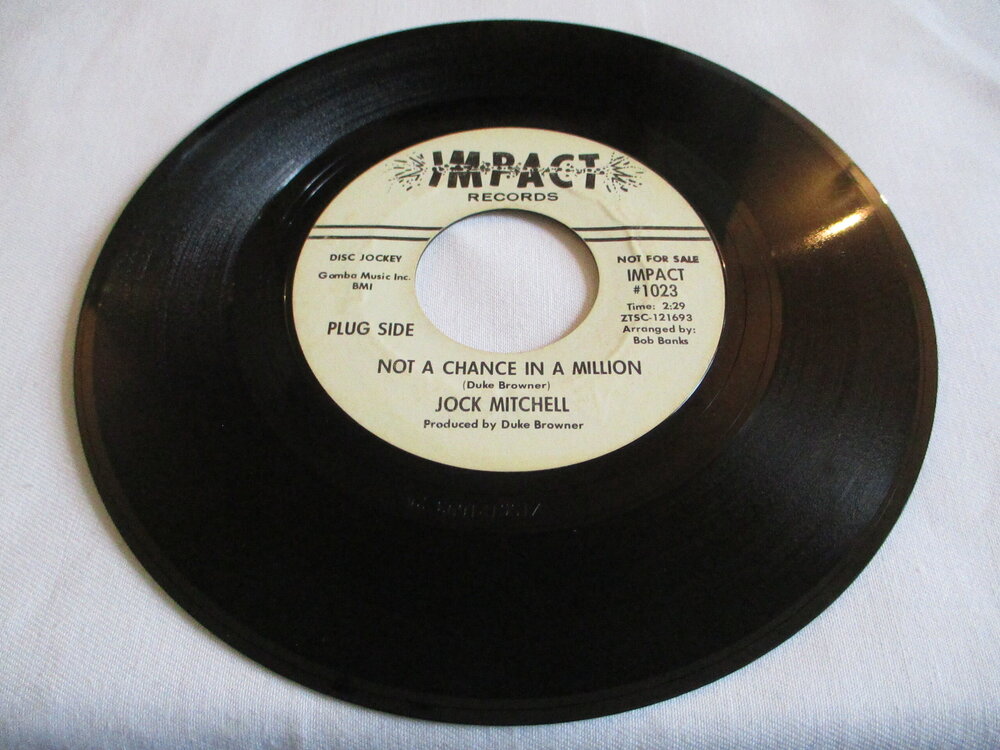 IMPACT
RECORDS
DISC JOCKEY
Gomba Music Inc.
BMI
PLUG SIDE
NOT FOR SALE
IMPACT
#1023
Time: 2:29
ZTSC-121693
Arranged by:
Bob Banks
NOT A CHANCE IN A MILLION
(Duke Browner)
JOCK MITCHELL
Produced by Duke Browner